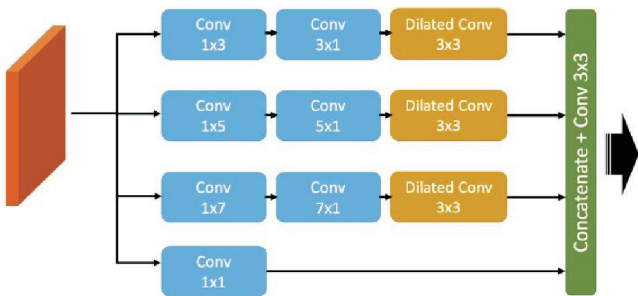 Conv
1x3
Conv
3x1
Dilated Conv
3x3
Conv
1x5
Conv
5x1
Dilated Conv
3x3
Conv
1x7
Conv
7x1
Dilated Conv
3x3
Conv
1x1
Concatenate + Conv 3x3